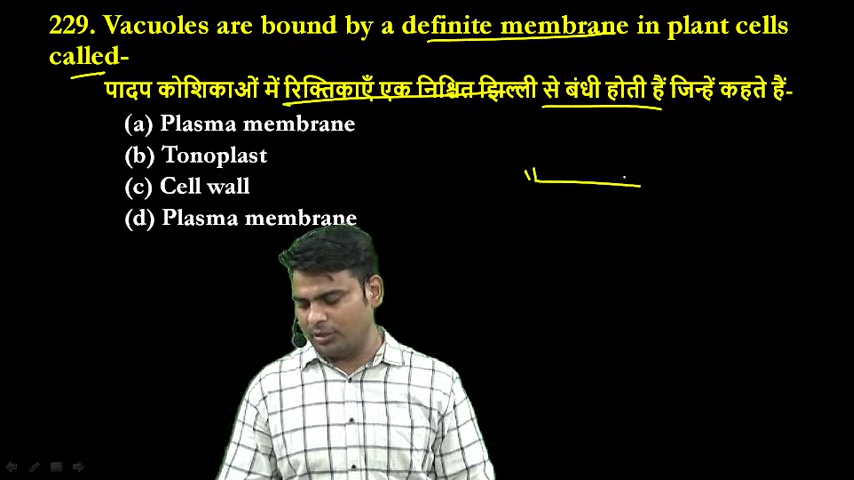 229. Vacuoles are bound by a definite membrane in plant cells
called-
पादप कोशिकाओं में रिक्तिकाएँ एक निश्चित झिल्ली से बंधी होती हैं जिन्हें कहते हैं-
(a) Plasma membrane
(b) Tonoplast
(c) Cell wall
(d) Plasma membrane